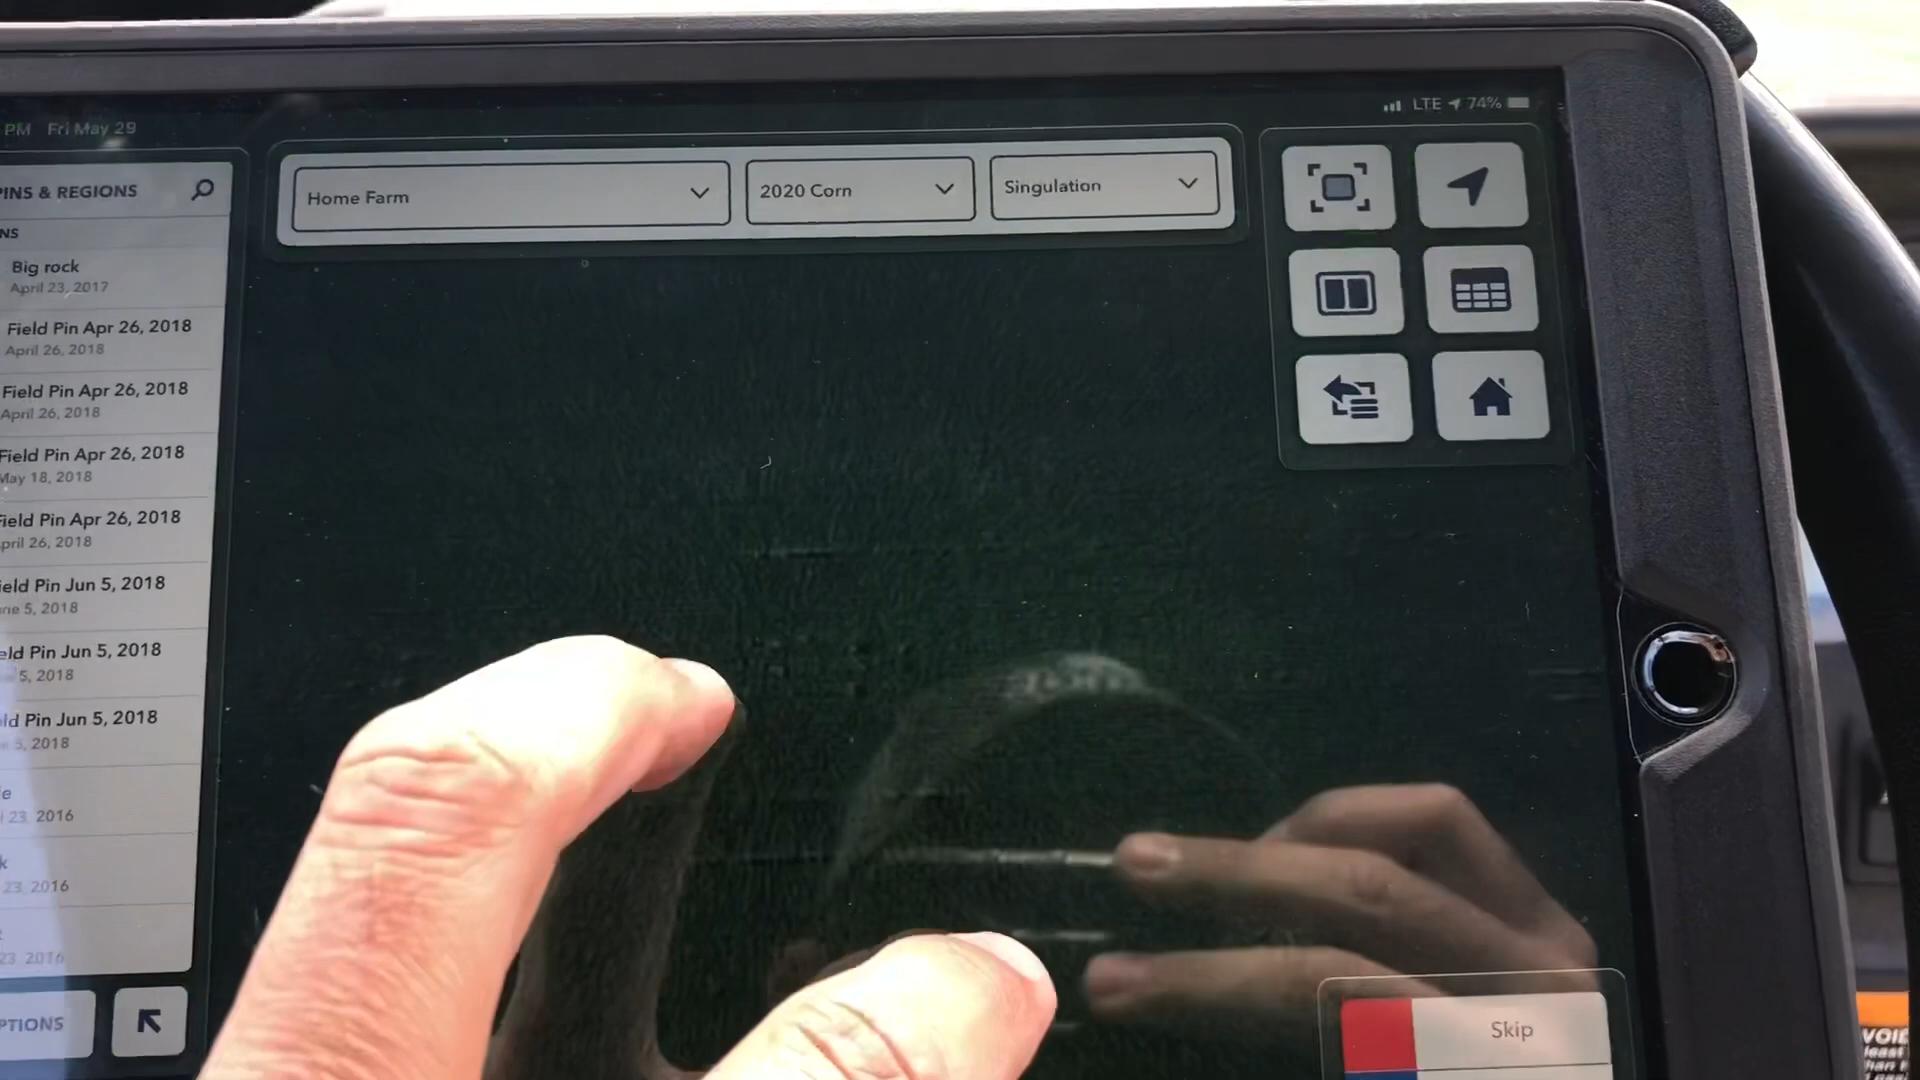 PM Fri May 29
LTE 74%
PINS & REGIONS
Home Farm
2020 Corn
Singulation
NS
Big rock
April 23, 2017
Field Pin Apr 26, 2018
April 26, 2018
Field Pin Apr 26, 2018
April 26, 2018
Field Pin Apr 26, 2018
May 18, 2018
Field Pin Apr 26, 2018
pril 26, 2018
ield Pin Jun 5, 2018
ne 5, 2018
eld Pin Jun 5, 2018
5, 2018
ld Pin Jun 5, 2018
5, 2018
e
23, 2016
k
23, 2016
23, 2016
PTIONS
Skip
VOID
least
han